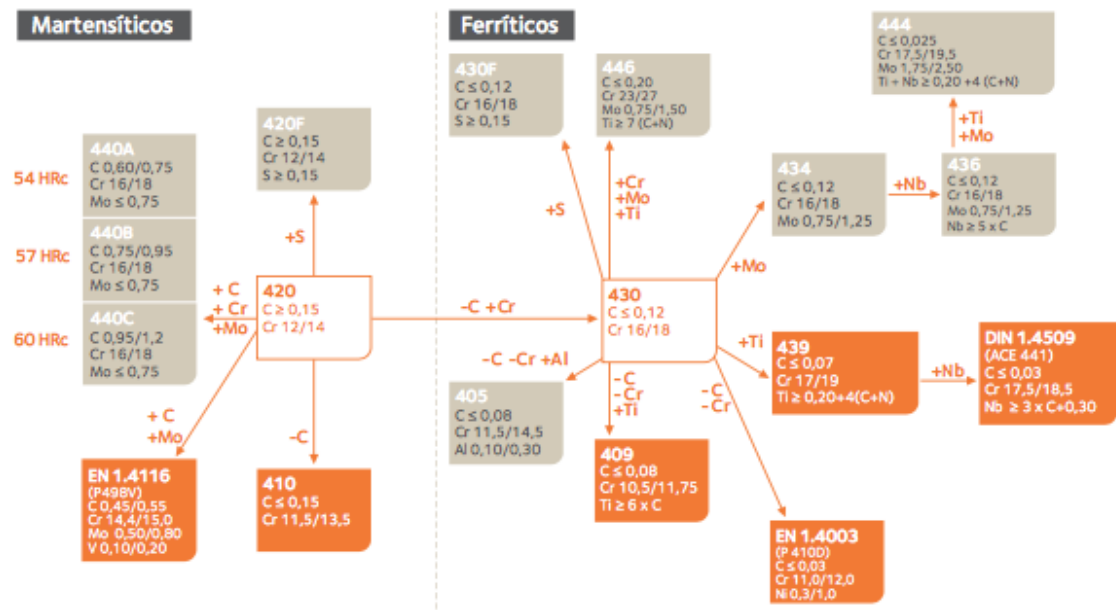 Martensíticos
54 HRc
440A
C 0,60/0,75
Cr 16/18
Mo ≤ 0,75
57 HRc
440B
C 0,75/0,95
Cr 16/18
Mo ≤ 0,75
60 HRc
440C
C 0,95/1,2
Cr 16/18
Mo ≤ 0,75
420F
C ≥ 0,15
Cr 12/14
S ≥ 0,15
+S
+ C
+ Cr
+Mo
420
C ≥ 0,15
Cr 12/14
+ C
+Mo
-C
EN 1.4116
(P498V)
C 0,45/0,55
Cr 14,4/15,0
Mo 0,50/0,80
V 0,10/0,20
410
C ≤ 0,15
Cr 11,5/13,5
-C +Cr
Ferríticos
430F
C ≤ 0,12
Cr 16/18
S ≥ 0,15
446
C ≤ 0,20
Cr 23/27
Mo 0,75/1,50
Ti ≥ 7 (C+N)
444
C ≤ 0,025
Cr 17,5/19,5
Mo 1,75/2,50
Ti + Nb ≥ 0,20 +4 (C+N)
+Ti
+Mo
434
C ≤ 0,12
Cr 16/18
Mo 0,75/1,25
+Nb
436
C ≤ 0,12
Cr 16/18
Mo 0,75/1,25
Nb ≥ 5 x C
+S
+Cr
+Mo
+Ti
+Mo
430
C ≤ 0,12
Cr 16/18
-C -Cr +Al
405
C ≤ 0,08
Cr 11,5/14,5
Al 0,10/0,30
- C
- Cr
+Ti
409
C ≤ 0,08
Cr 10,5/11,75
Ti ≥ 6 x C
- C
- Cr
EN 1.4003
(P 410D)
C ≤ 0,03
Cr 11,0/12,0
Ni 0,3/1,0
+Ti
439
C ≤ 0,07
Cr 17/19
Ti ≥ 0,20+4(C+N)
+Nb
DIN 1.4509
(ACE 441)
C ≤ 0,03
Cr 17,5/18,5
Nb ≥ 3 x C+0,30